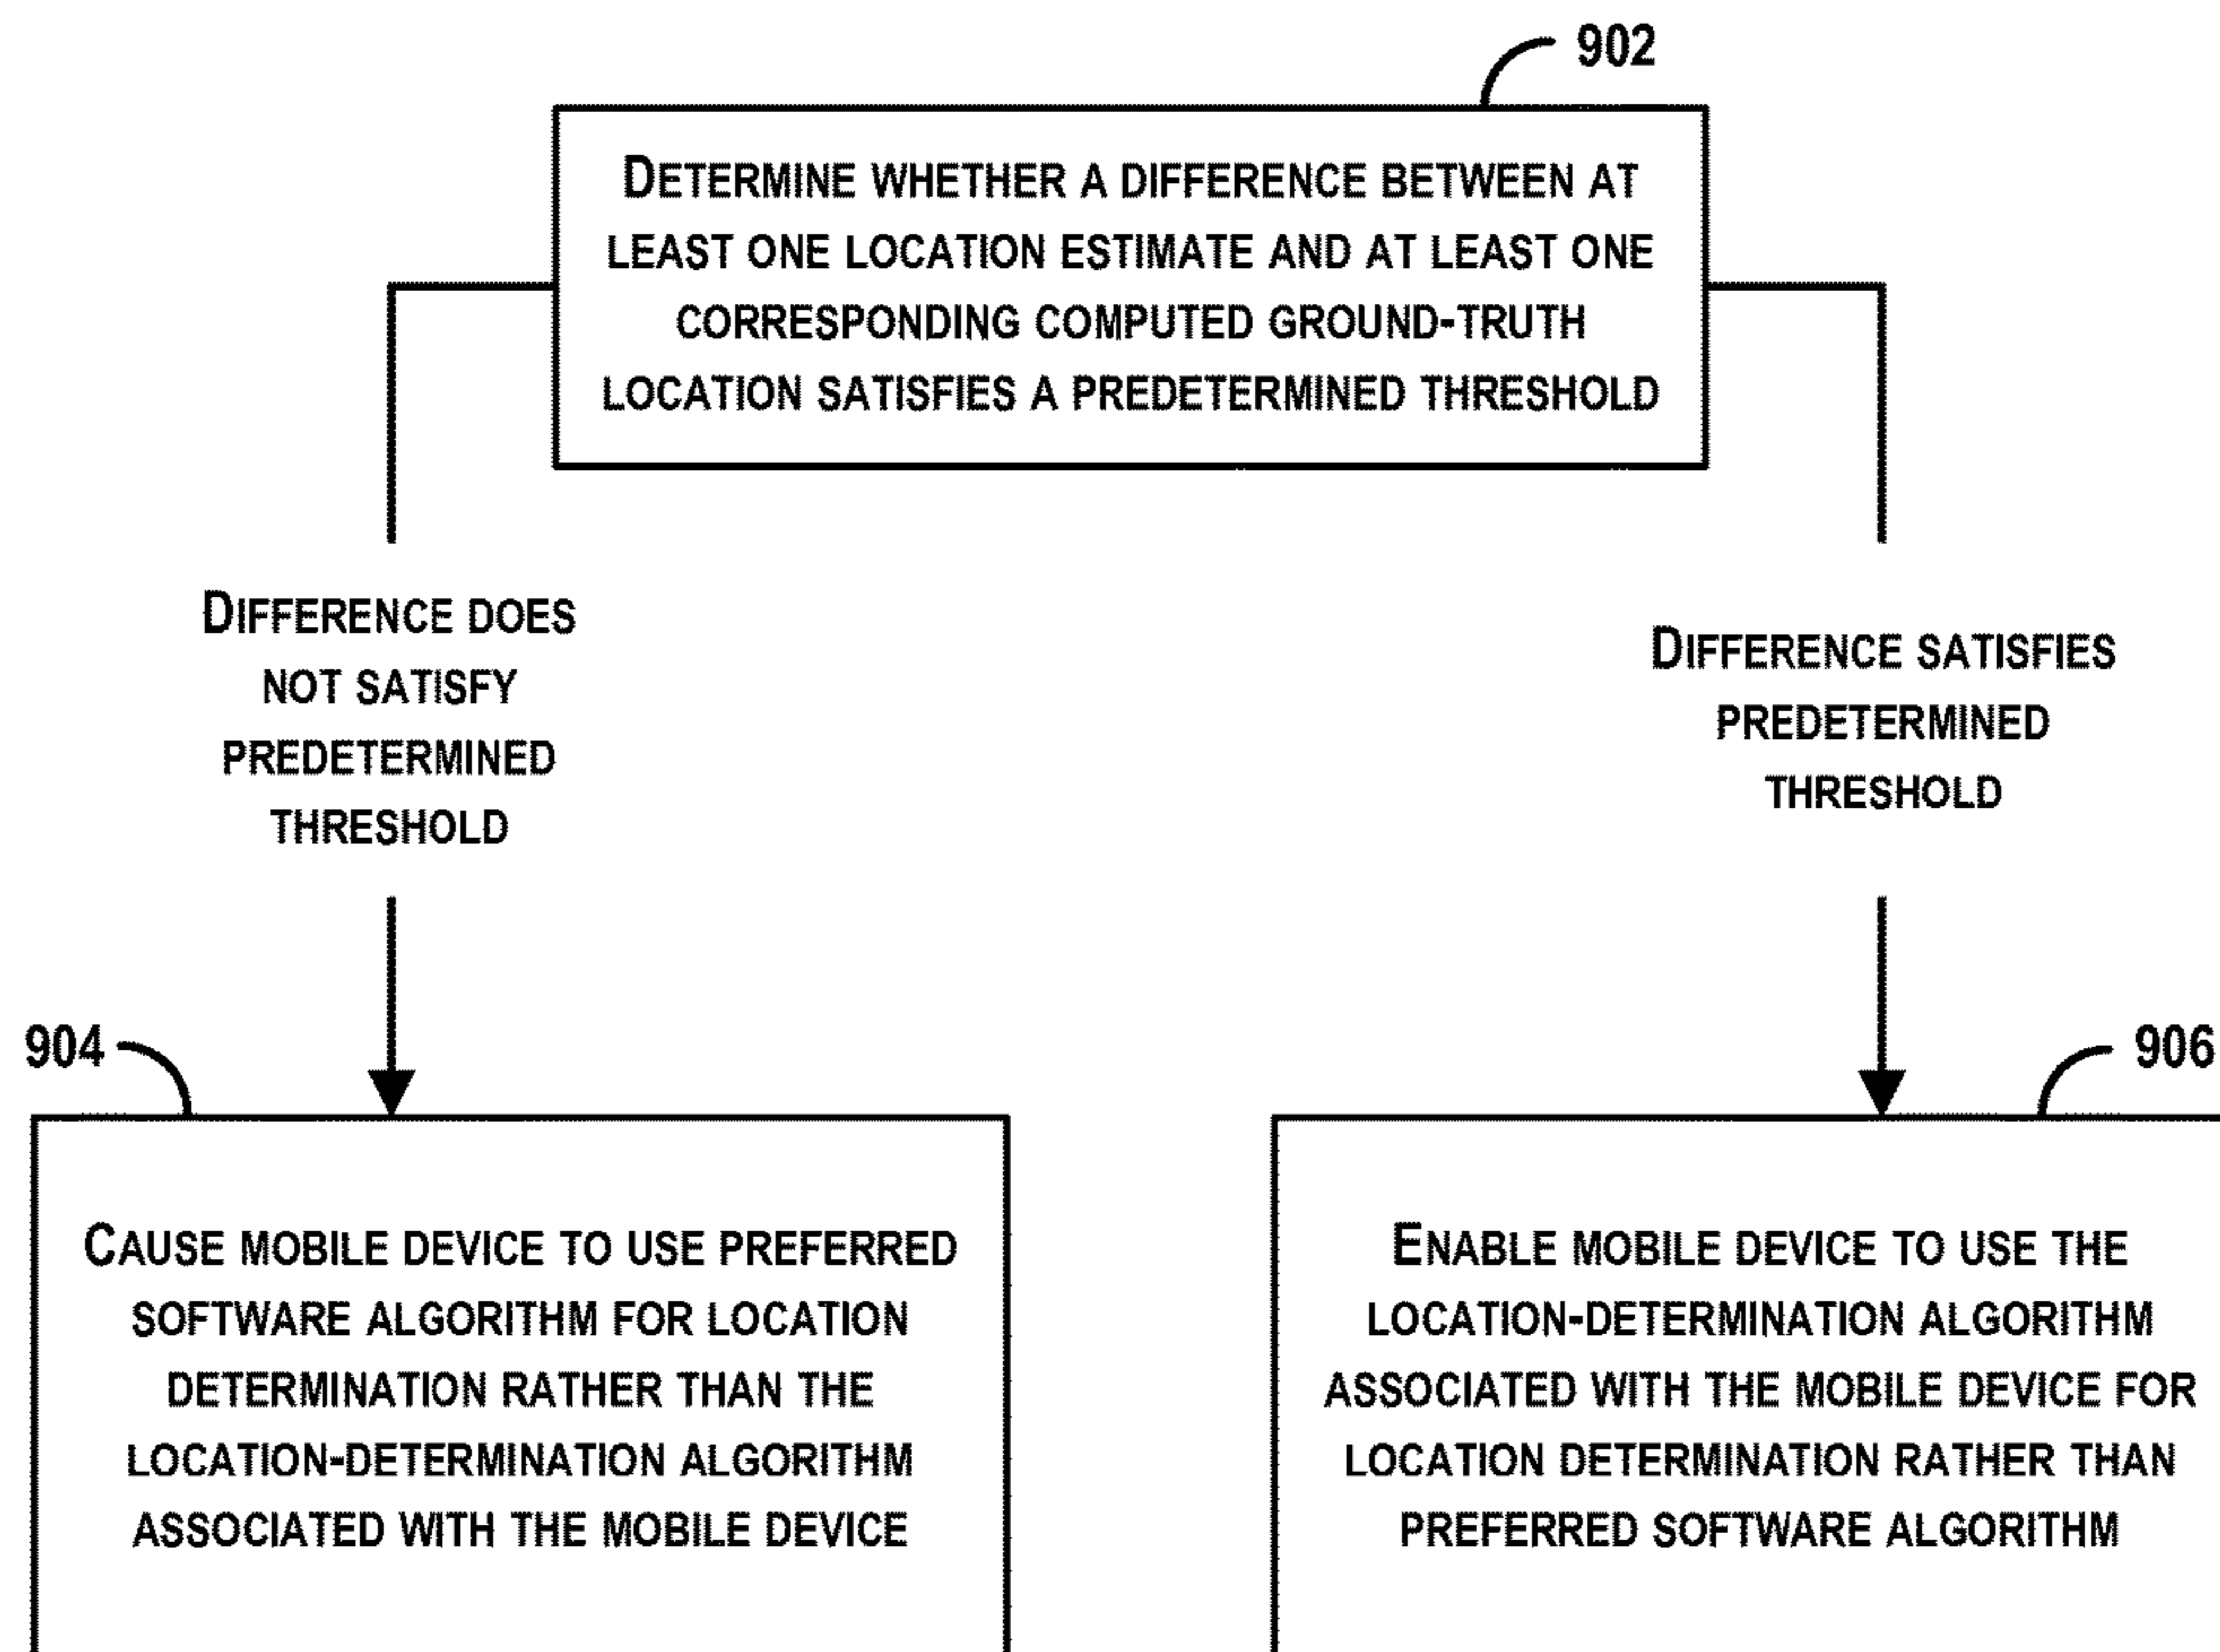 902
DETERMINE WHETHER A DIFFERENCE BETWEEN AT
LEAST ONE LOCATION ESTIMATE AND AT LEAST ONE
CORRESPONDING COMPUTED GROUND-TRUTH
LOCATION SATISFIES A PREDETERMINED THRESHOLD
DIFFERENCE DOES
NOT SATISFY
PREDETERMINED
THRESHOLD
DIFFERENCE SATISFIES
PREDETERMINED
THRESHOLD
904
CAUSE MOBILE DEVICE TO USE PREFERRED
SOFTWARE ALGORITHM FOR LOCATION
DETERMINATION RATHER THAN THE
LOCATION-DETERMINATION ALGORITHM
ASSOCIATED WITH THE MOBILE DEVICE
906
ENABLE MOBILE DEVICE TO USE THE
LOCATION-DETERMINATION ALGORITHM
ASSOCIATED WITH THE MOBILE DEVICE FOR
LOCATION DETERMINATION RATHER THAN
PREFERRED SOFTWARE ALGORITHM